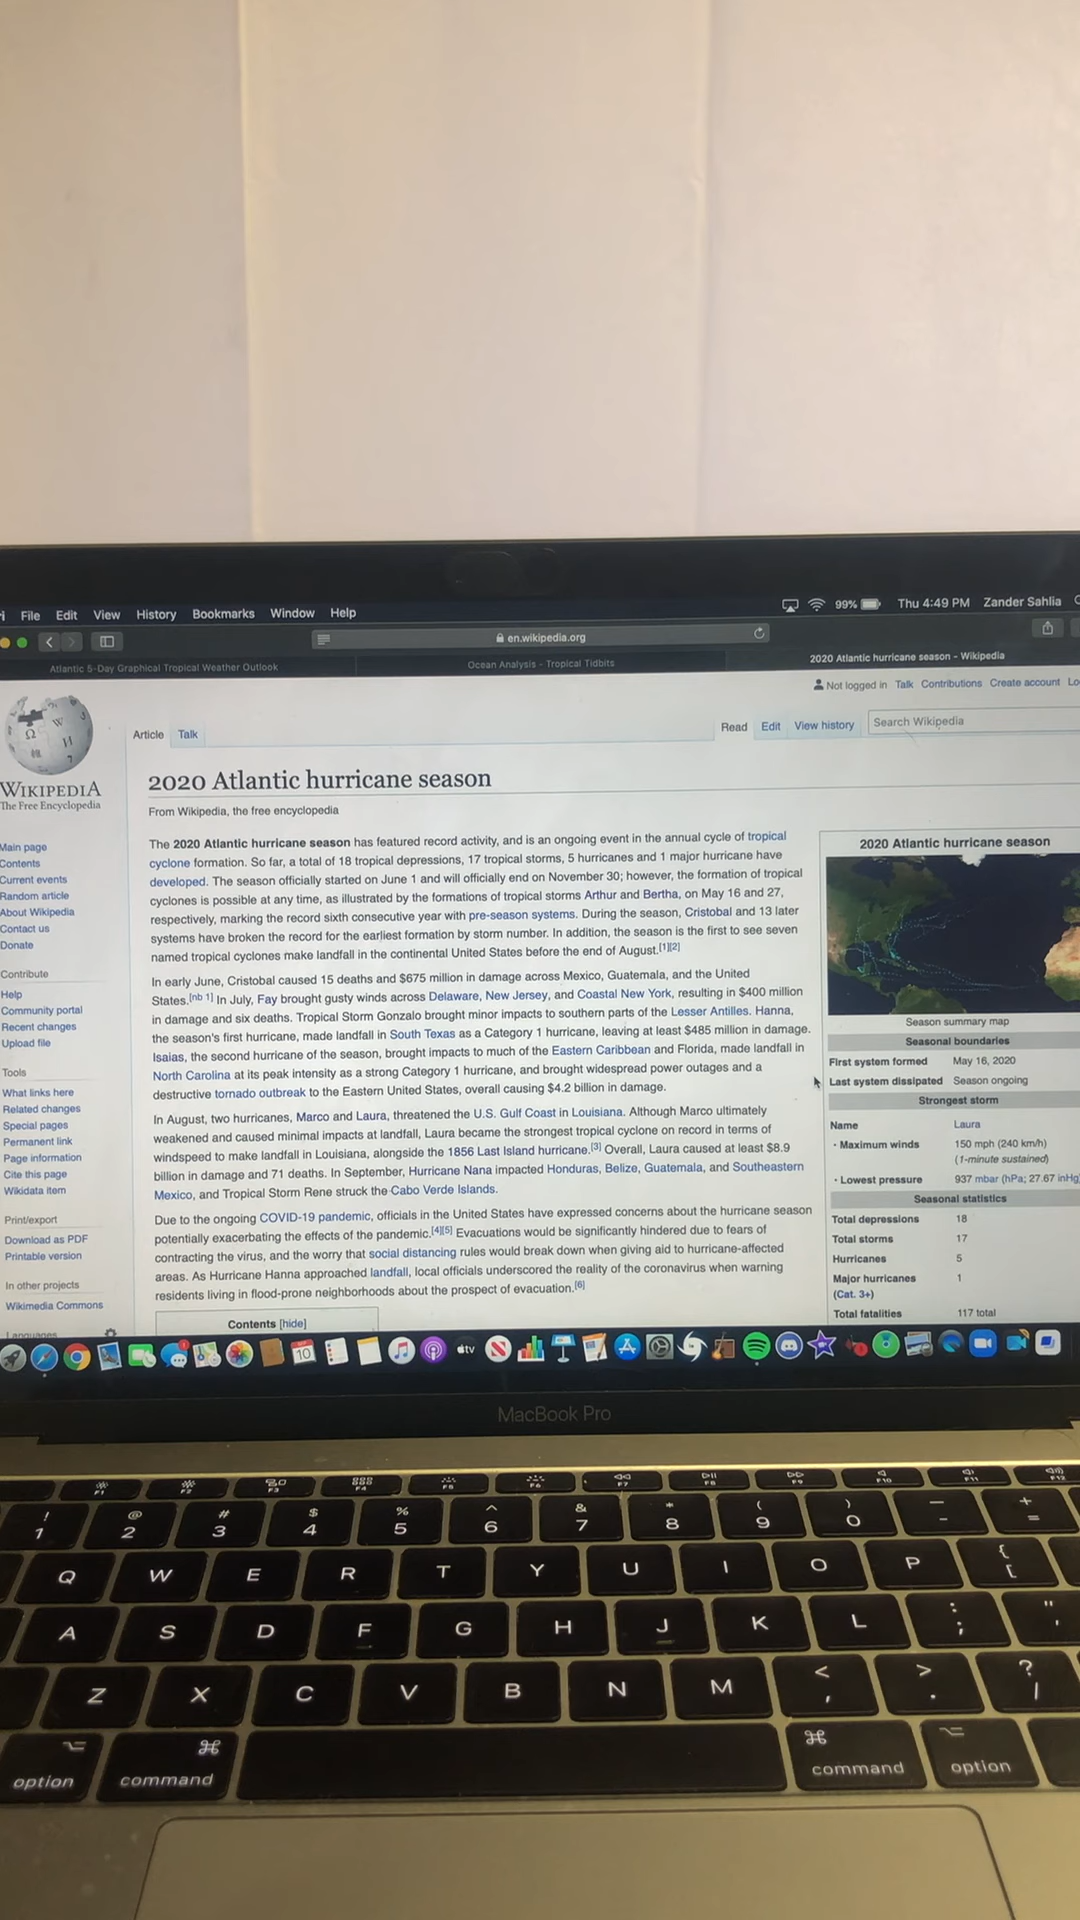 File Edit View History Bookmarks Window Help
99% Thu 4:49 PM Zander Sahlia
en.wikipedia.org
Atlantic 5-Day Graphical Tropical Weather Outlook
Ocean Analysis - Tropical Tidbits
2020 Atlantic hurricane season - Wikipedia
Not logged in Talk Contributions Create account Lo
Article Talk
Read Edit View history Search Wikipedia
WIKIPEDIA
The Free Encyclopedia
Main page
Contents
Current events
Random article
About Wikipedia
Contact us
Donate
Contribute
Help
Community portal
Recent changes
Upload file
Tools
What links here
Related changes
Special pages
Permanent link
Page information
Cite this page
Wikidata item
Print/export
Download as PDF
Printable version
In other projects
Wikimedia Commons
Languages
2020 Atlantic hurricane season
From Wikipedia, the free encyclopedia
The 2020 Atlantic hurricane season has featured record activity, and is an ongoing event in the annual cycle of tropical
cyclone formation. So far, a total of 18 tropical depressions, 17 tropical storms, 5 hurricanes and 1 major hurricane have
developed. The season officially started on June 1 and will officially end on November 30; however, the formation of tropical
cyclones is possible at any time, as illustrated by the formations of tropical storms Arthur and Bertha, on May 16 and 27,
respectively, marking the record sixth consecutive year with pre-season systems. During the season, Cristobal and 13 later
systems have broken the record for the earliest formation by storm number. In addition, the season is the first to see seven
named tropical cyclones make landfall in the continental United States before the end of August.[1][2]
In early June, Cristobal caused 15 deaths and $675 million in damage across Mexico, Guatemala, and the United
States.[nb 1] In July, Fay brought gusty winds across Delaware, New Jersey, and Coastal New York, resulting in $400 million
in damage and six deaths. Tropical Storm Gonzalo brought minor impacts to southern parts of the Lesser Antilles. Hanna,
the season's first hurricane, made landfall in South Texas as a Category 1 hurricane, leaving at least $485 million in damage.
Isaias, the second hurricane of the season, brought impacts to much of the Eastern Caribbean and Florida, made landfall in
North Carolina at its peak intensity as a strong Category 1 hurricane, and brought widespread power outages and a
destructive tornado outbreak to the Eastern United States, overall causing $4.2 billion in damage.
In August, two hurricanes, Marco and Laura, threatened the U.S. Gulf Coast in Louisiana. Although Marco ultimately
weakened and caused minimal impacts at landfall, Laura became the strongest tropical cyclone on record in terms of
windspeed to make landfall in Louisiana, alongside the 1856 Last Island hurricane.[3] Overall, Laura caused at least $8.9
billion in damage and 71 deaths. In September, Hurricane Nana impacted Honduras, Belize, Guatemala, and Southeastern
Mexico, and Tropical Storm Rene struck the Cabo Verde Islands.
Due to the ongoing COVID-19 pandemic, officials in the United States have expressed concerns about the hurricane season
potentially exacerbating the effects of the pandemic.[4][5] Evacuations would be significantly hindered due to fears of
contracting the virus, and the worry that social distancing rules would break down when giving aid to hurricane-affected
areas. As Hurricane Hanna approached landfall, local officials underscored the reality of the coronavirus when warning
residents living in flood-prone neighborhoods about the prospect of evacuation.[6]
Contents [hide]
2020 Atlantic hurricane season
Season summary map
Seasonal boundaries
First system formed May 16, 2020
Last system dissipated Season ongoing
Strongest storm
Name Laura
• Maximum winds 150 mph (240 km/h)
(1-minute sustained)
• Lowest pressure 937 mbar (hPa; 27.67 inHg
Seasonal statistics
Total depressions 18
Total storms 17
Hurricanes 5
Major hurricanes 1
(Cat. 3+)
Total fatalities 117 total
SEP
10
tv
MacBook Pro
F1 F2 F3 F4 F5 F6 F7 F8 F9 F10 F11 F12
! @ # $ % ^ & * ( ) — +
1 2 3 4 5 6 7 8 9 0 - =
Q W E R T Y U I O P { [
A S D F G H J K L : ; " '
Z X C V B N M < , > . ? /
option ⌘ command ⌘ command option